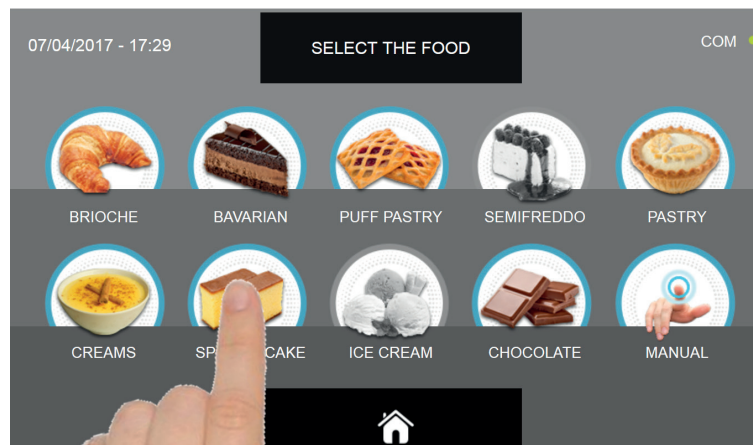 07/04/2017 - 17:29
SELECT THE FOOD
COM
BRIOCHE
BAVARIAN
PUFF PASTRY
SEMIFREDDO
PASTRY
CREAMS
CAKE
ICE CREAM
CHOCOLATE
MANUAL